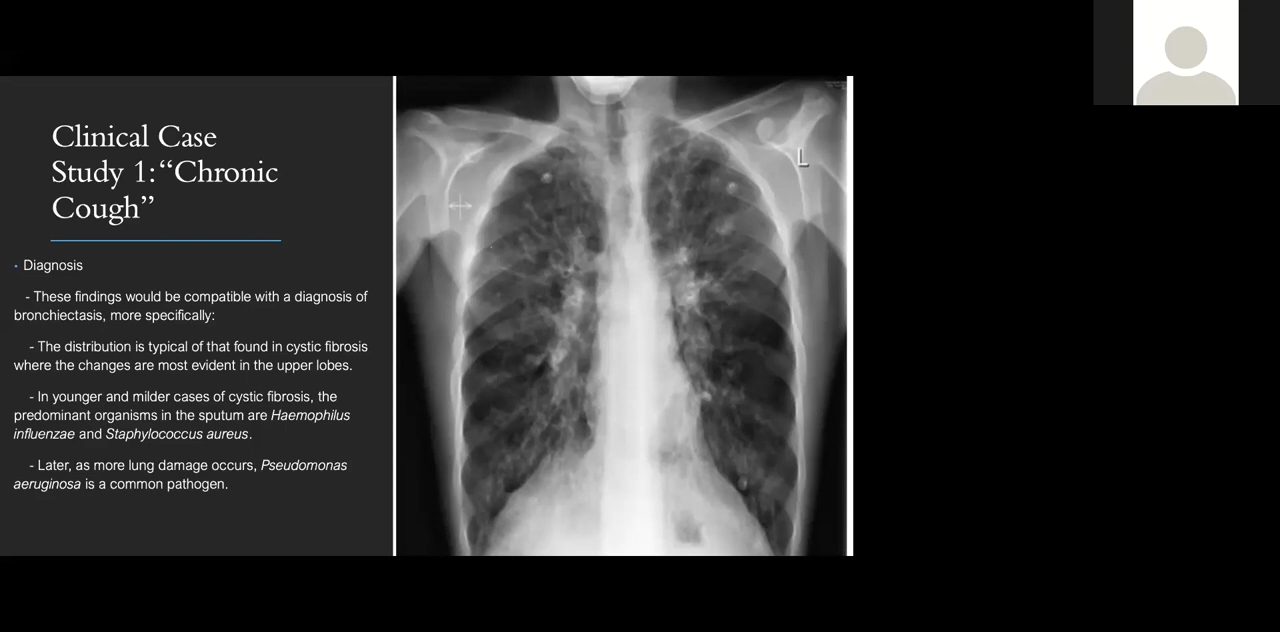 Clinical Case
Study 1:“Chronic
Cough”
• Diagnosis
- These findings would be compatible with a diagnosis of
bronchiectasis, more specifically:
- The distribution is typical of that found in cystic fibrosis
where the changes are most evident in the upper lobes.
- In younger and milder cases of cystic fibrosis, the
predominant organisms in the sputum are Haemophilus
influenzae and Staphylococcus aureus.
- Later, as more lung damage occurs, Pseudomonas
aeruginosa is a common pathogen.
L